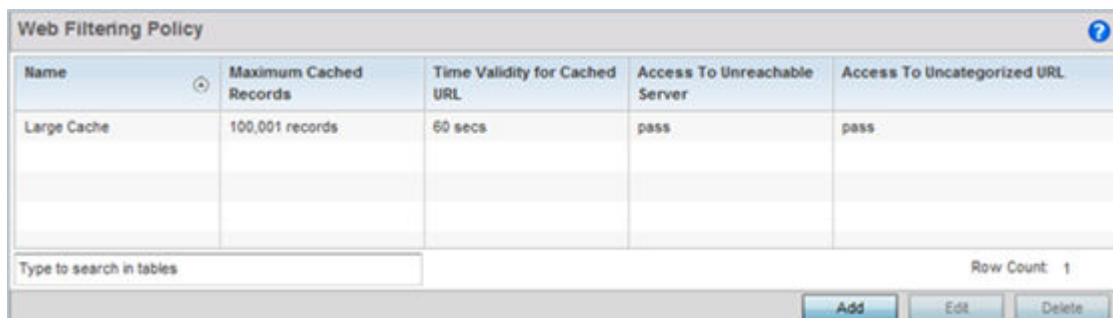 Web Filtering Policy
?
Name
Maximum Cached Records
Time Validity for Cached URL
Access To Unreachable Server
Access To Uncategorized URL
Large Cache 100,001 records 60 secs pass pass
Type to search in tables
Row Count: 1
Add Edit Delete